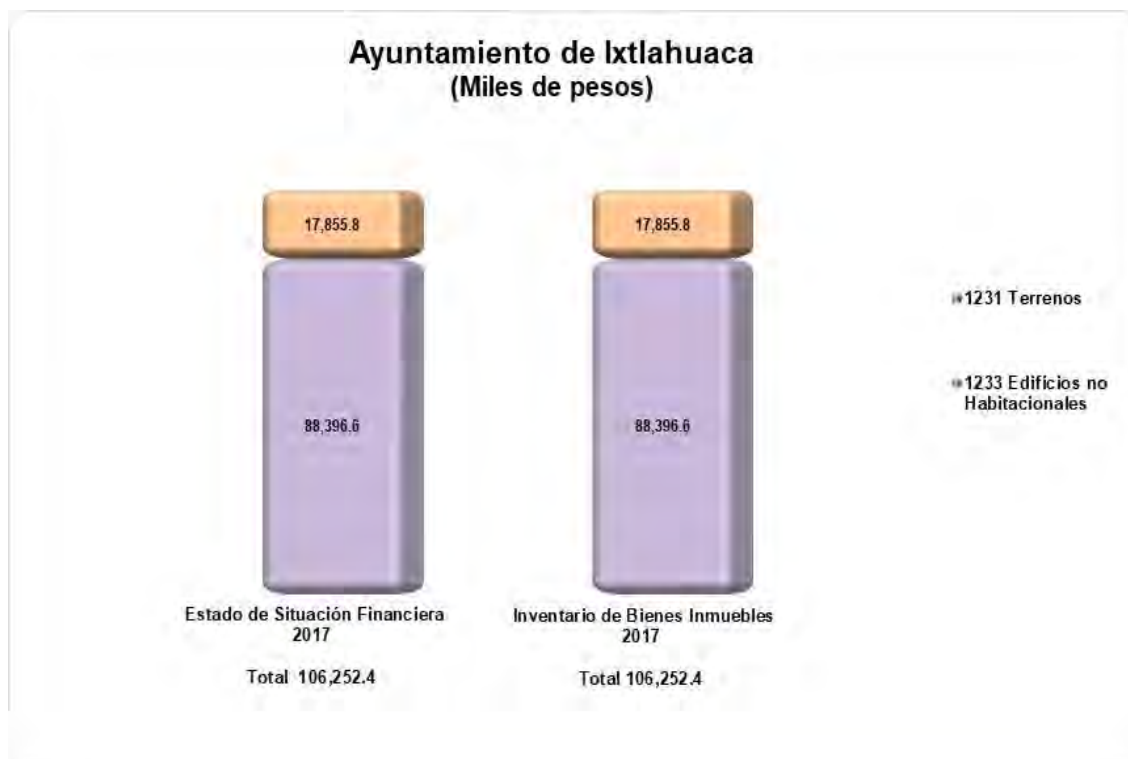 Ayuntamiento de Ixtlahuaca
(Miles de pesos)
17,855.8
17,855.8
1231 Terrenos
1233 Edificios no
Habitacionales
88,396.6
88,396.6
Estado de Situación Financiera
2017
Inventario de Bienes Inmuebles
2017
Total 106,252.4
Total 106,252.4